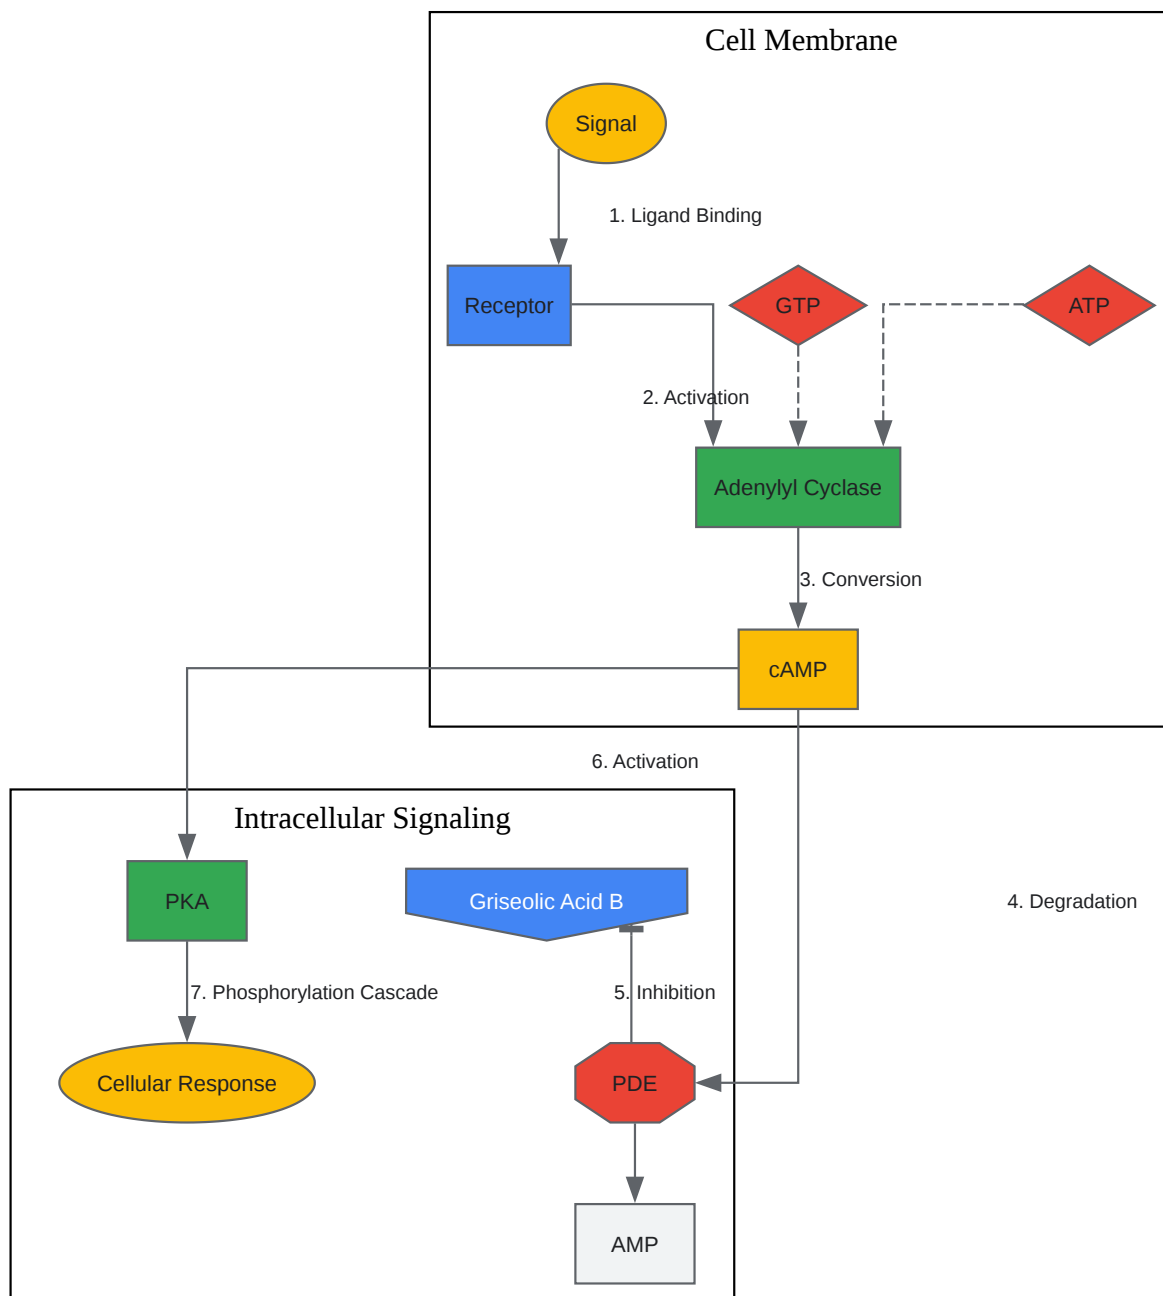 Cell Membrane
Signal
1. Ligand Binding
Receptor
GTP
ATP
2. Activation
Adenylyl Cyclase
3. Conversion
cAMP
6. Activation
Intracellular Signaling
PKA
Griseolic Acid B
4. Degradation
7. Phosphorylation Cascade
5. Inhibition
Cellular Response
PDE
AMP